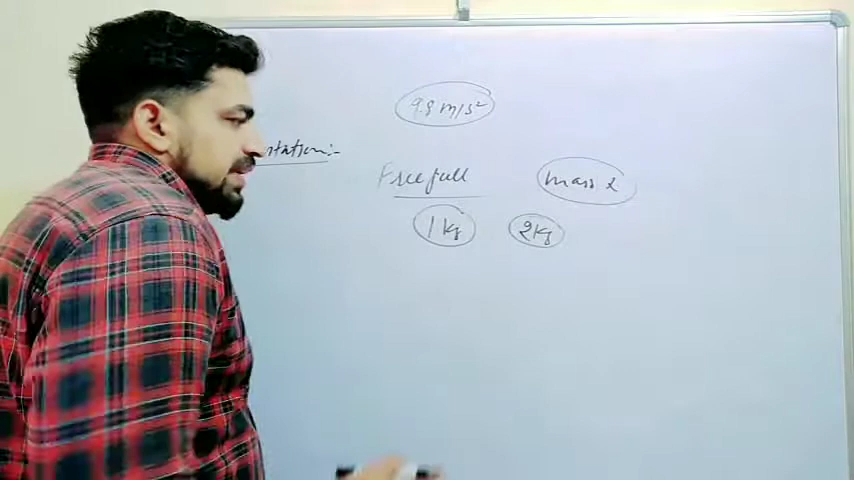 9.8 m/s²
tation:-
Free fall
mass x
1 kg 2 kg